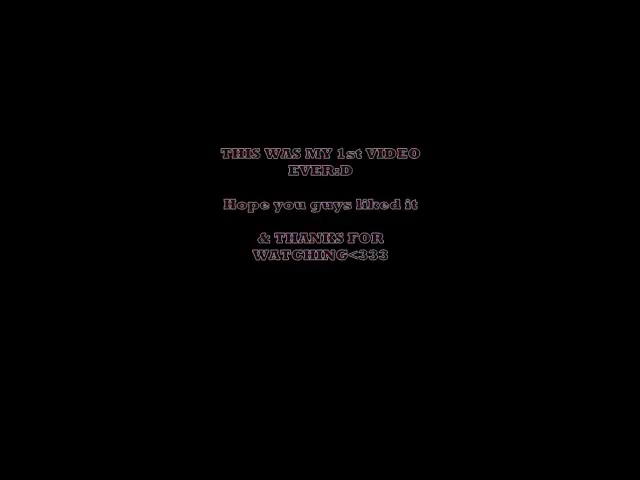 THIS WAS MY 1st VIDEO
EVER:D
Hope you guys liked it
& THANKS FOR
WATCHING<333